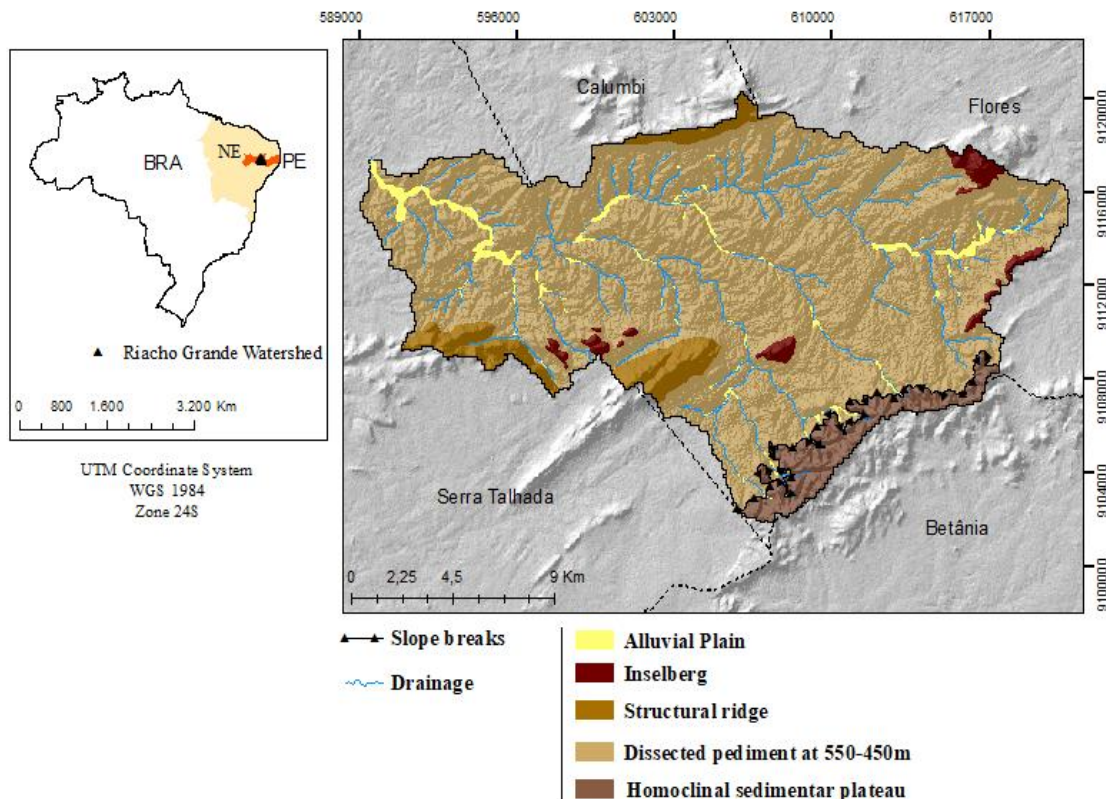 589000 596000 603000 610000 617000
Calumbi
Flores
9120000
9116000
9112000
9108000
9104000
9100000
NE
BRA
PE
Riacho Grande Watershed
0 800 1.600 3.200 Km
UTM Coordinate System
WGS 1984
Zone 24S
Serra Talhada
Betânia
0 2,25 4,5 9 Km
Slope breaks
Drainage
Alluvial Plain
Inselberg
Structural ridge
Dissected pediment at 550-450m
Homoclinal sedimentar plateau